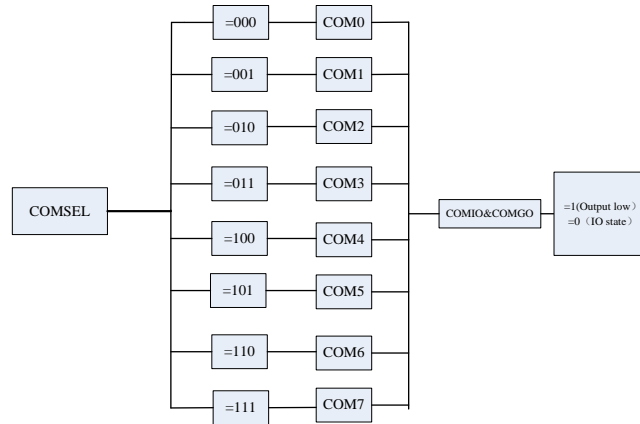 =000 COM0
=001 COM1
=010 COM2
=011 COM3
COMSEL
COMIO&COMGO
=1(Output low）
=0（IO state）
=100 COM4
=101 COM5
=110 COM6
=111 COM7